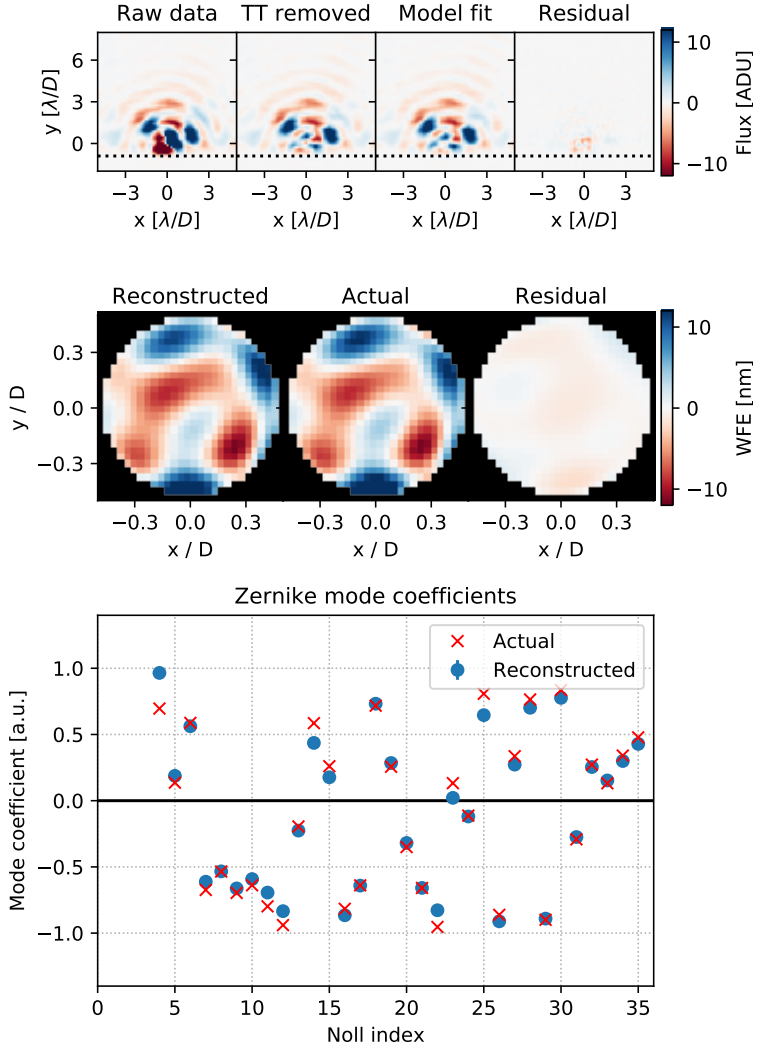 Raw data TT removed Model fit Residual
y [λ/D]
6
3
0
−3 0 3 −3 0 3 −3 0 3 −3 0 3
x [λ/D] x [λ/D] x [λ/D] x [λ/D]
10
0
−10
Flux [ADU]
Reconstructed Actual Residual
y / D
0.3
0.0
−0.3
−0.3 0.0 0.3 −0.3 0.0 0.3 −0.3 0.0 0.3
x / D x / D x / D
10
0
−10
WFE [nm]
Zernike mode coefficients
Actual
Reconstructed
Mode coefficient [a.u.]
1.0
0.5
0.0
−0.5
−1.0
0 5 10 15 20 25 30 35
Noll index